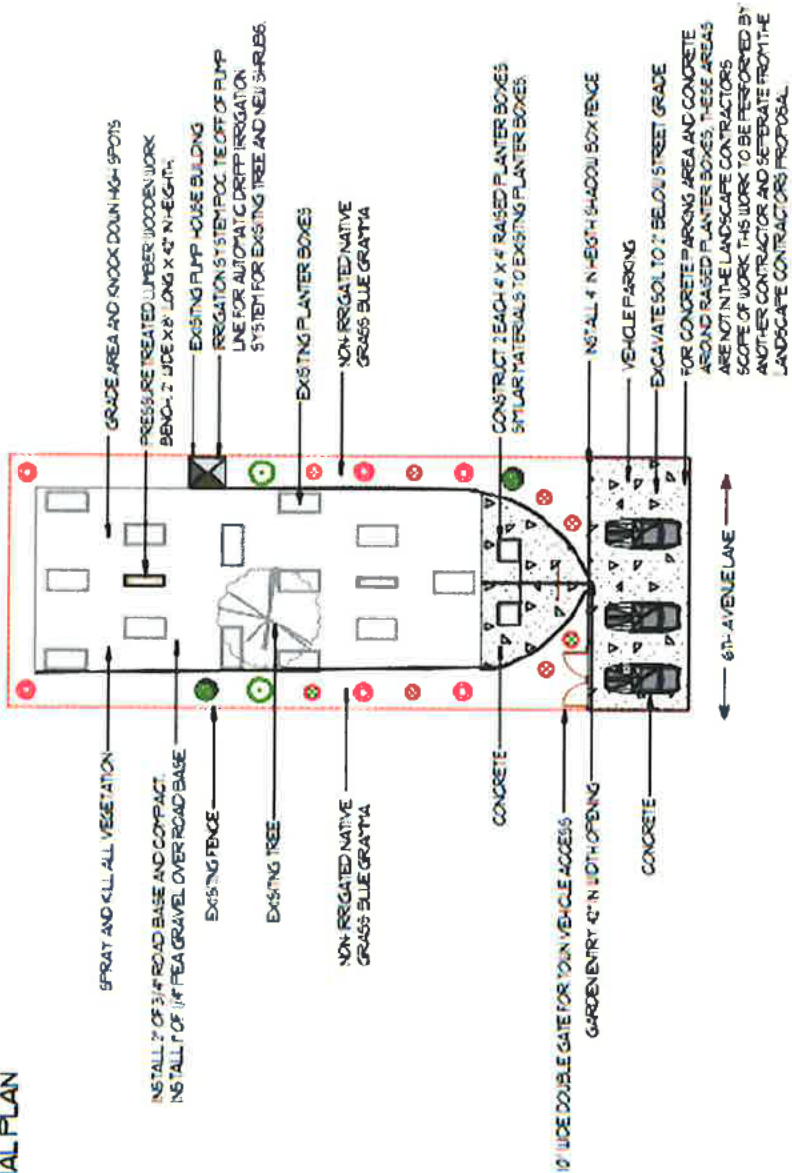 AL PLAN
SPRAY AND KILL ALL VEGETATION
INSTALL 2" OF 3/4" ROAD BASE AND COMPACT.
INSTALL 1" OF 1/4" PEA GRAVEL OVER ROAD BASE
EXISTING FENCE
EXISTING TREE
NON-IRRIGATED NATIVE
GRASS BLUE GRAMMA
CONCRETE
10' WIDE DOUBLE GATE FOR TOWN VEHICLE ACCESS
GARDEN ENTRY 42" IN WIDTH OPENING
CONCRETE
GRADE AREA AND KNOCK DOWN HIGH SPOTS
PRESSURE TREATED LUMBER WOODEN WORK
BENCH, 2' WIDE X 8' LONG X 42" IN HEIGTH.
EXISTING PUMP HOUSE BUILDING
IRRIGATION SYSTEM POC. TIE OFF OF PUMP
LINE FOR AUTOMATIC DRIPP IRRIGATION
SYSTEM FOR EXISTING TREE AND NEW SHRUBS.
EXISTING PLANTER BOXES
NON-IRRIGATED NATIVE
GRASS BLUE GRAMMA
CONSTRUCT 2 EACH 4' X 4' RAISED PLANTER BOXES.
SIMILAR MATERIALS TO EXISTING PLANTER BOXES.
INSTALL 4' IN HEIGTH SHADOW BOX FENCE
VEHICLE PARKING
EXCAVATE SOIL TO 2" BELOW STREET GRADE
FOR CONCRETE PARKING AREA AND CONCRETE
AROUND RAISED PLANTER BOXES, THESE AREAS
ARE NOT IN THE LANDSCAPE CONTRACTORS
SCOPE OF WORK. THIS WORK TO BE PERFORMED BY
ANOTHER CONTRACTOR AND SEPERATE FROM THE
LANDSCAPE CONTRACTORS PROPOSAL.
6TH AVENUE LANE